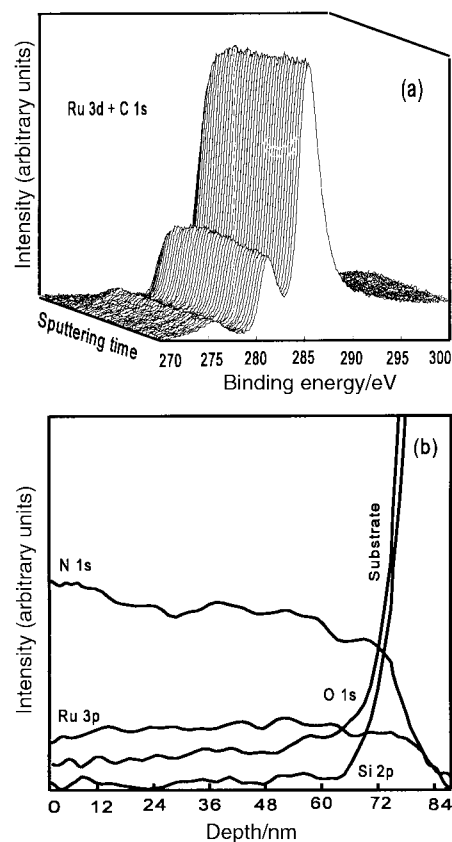 (a)
Ru 3d + C 1s
Intensity (arbitrary units)
Sputtering time
270 275 280 285 290 295 300
Binding energy/eV
(b)
Intensity (arbitrary units)
Substrate
N 1s
O 1s
Ru 3p
Si 2p
0 12 24 36 48 60 72 86
Depth/nm